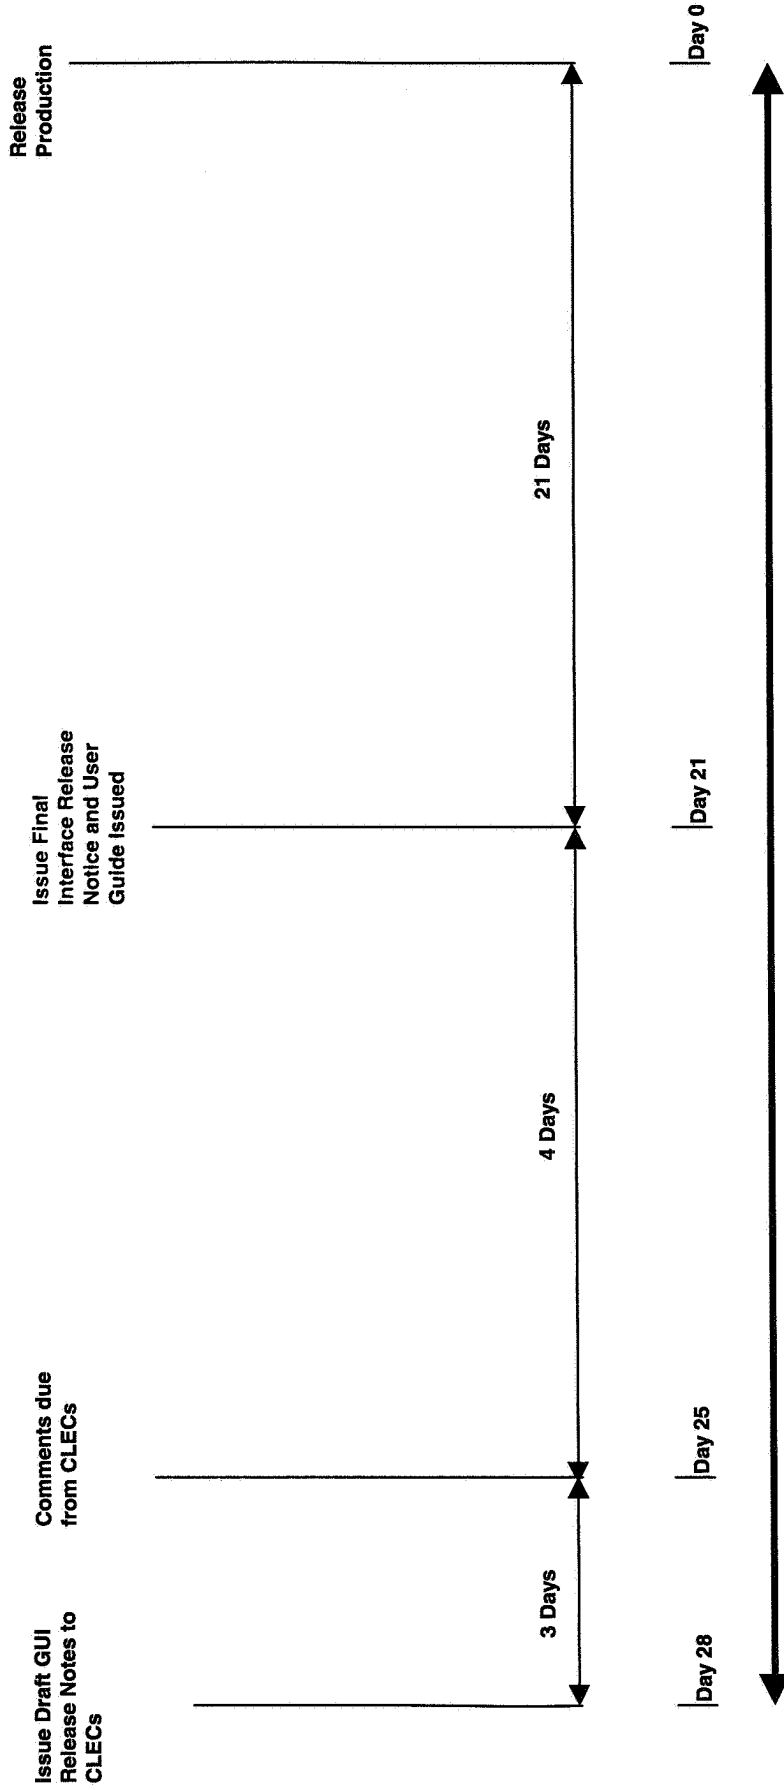 Issue Draft GUI
Release Notes to
CLECs
Comments due
from CLECs
Issue Final
Interface Release
Notice and User
Guide Issued
Release
Production
3 Days
4 Days
21 Days
Day 28
Day 25
Day 21
Day 0